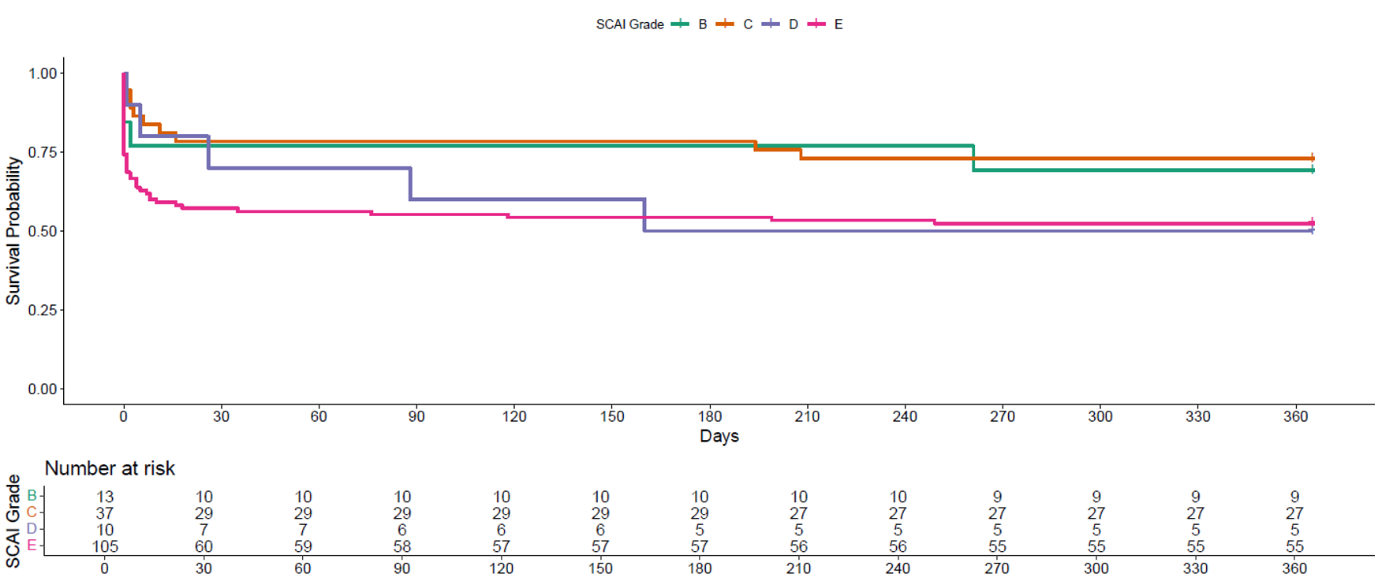 SCAI Grade B C D E
Survival Probability
1.00
0.75
0.50
0.25
0.00
0 30 60 90 120 150 180 210 240 270 300 330 360
Days
Number at risk
SCAI Grade
B 13 10 10 10 10 10 10 10 10 9 9 9 9
C 37 29 29 29 29 29 29 27 27 27 27 27 27
D 10 7 7 6 6 6 5 5 5 5 5 5 5
E 105 60 59 58 57 57 57 56 56 55 55 55 55
0 30 60 90 120 150 180 210 240 270 300 330 360